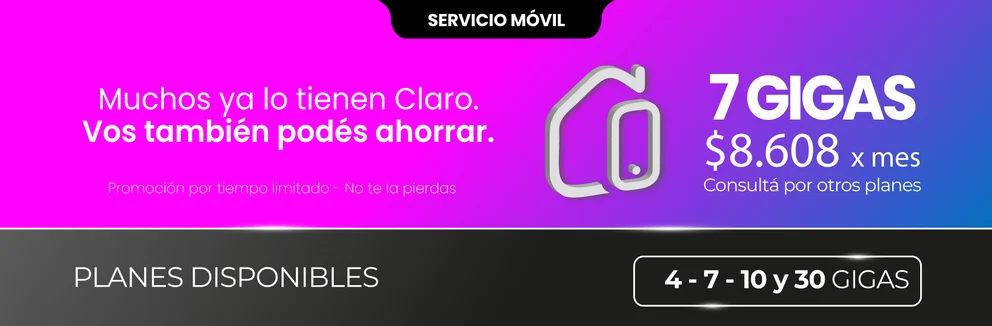 SERVICIO MÓVIL
Muchos ya lo tienen Claro.
Vos también podés ahorrar.
Promoción por tiempo limitado - No te la pierdas
7 GIGAS
$8.608 x mes
Consultá por otros planes
PLANES DISPONIBLES
4 - 7 - 10 y 30 GIGAS